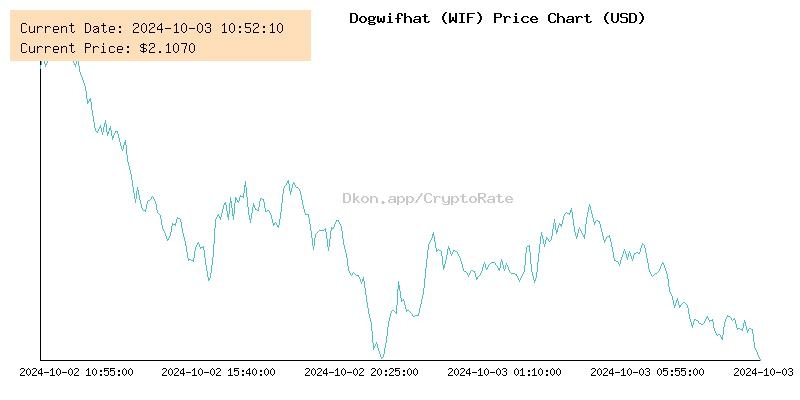 Dogwifhat (WIF) Price Chart (USD)
Current Date: 2024-10-03 10:52:10
Current Price: $2.1070
Dkon.app/CryptoRate
2024-10-02 10:55:00 2024-10-02 15:40:00 2024-10-02 20:25:00 2024-10-03 01:10:00 2024-10-03 05:55:00 2024-10-03